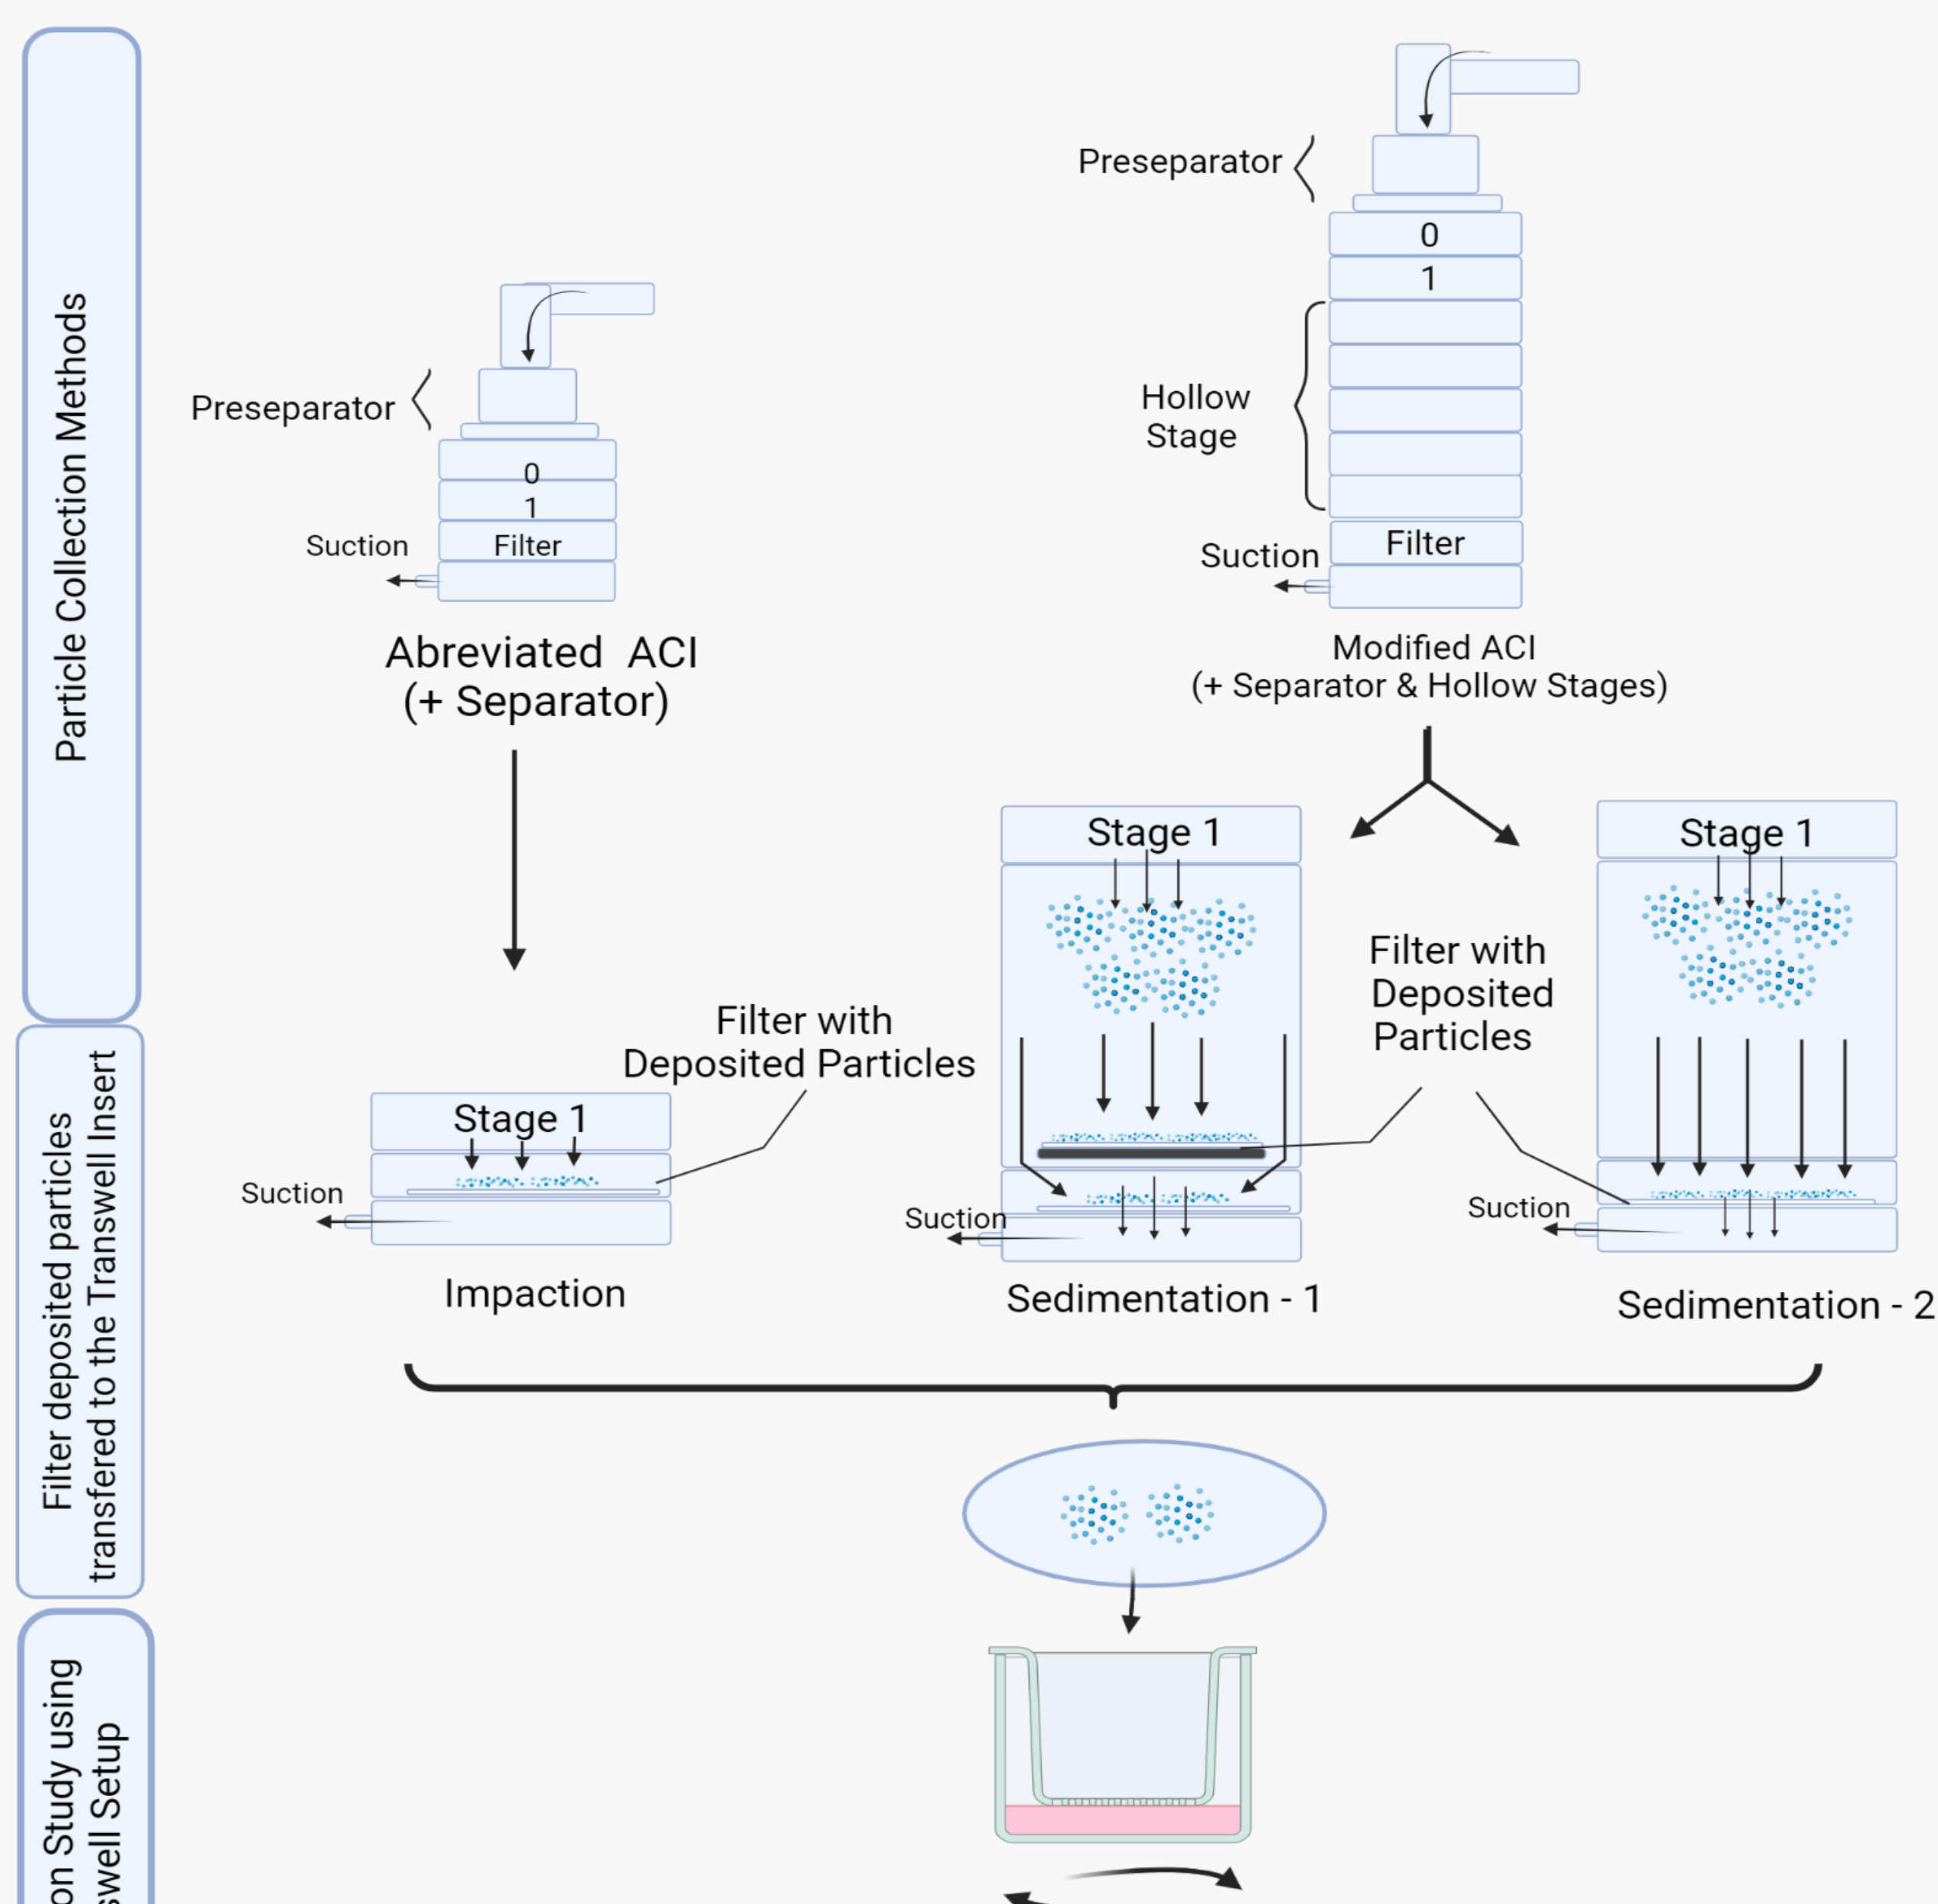 Particle Collection Methods
Preseparator
0
1
Hollow
Stage
Filter
Suction
Modified ACI
(+ Separator & Hollow Stages)
Preseparator
0
1
Suction
Filter
Abreviated ACI
(+ Separator)
Filter deposited particles
transfered to the Transwell Insert
Filter with
Deposited Particles
Stage 1
Suction
Impaction
Stage 1
Filter with
Deposited
Particles
Suction
Sedimentation - 1
Stage 1
Suction
Sedimentation - 2
Study using
Setup